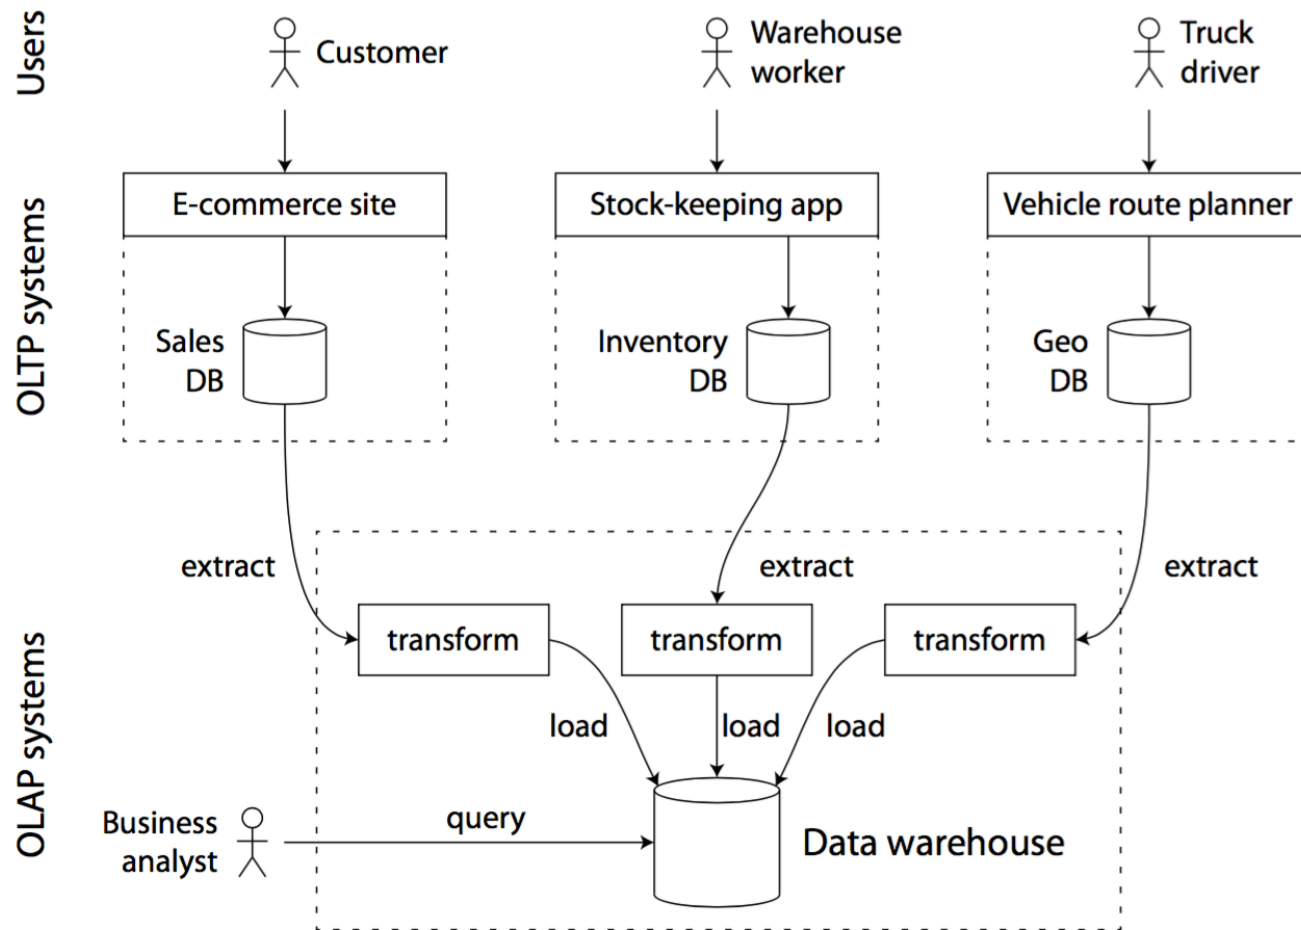 Users
Customer
Warehouse
worker
Truck
driver
OLTP systems
E-commerce site
Stock-keeping app
Vehicle route planner
Sales
DB
Inventory
DB
Geo
DB
extract
extract
extract
OLAP systems
transform
transform
transform
load
load
load
Business
analyst
query
Data warehouse